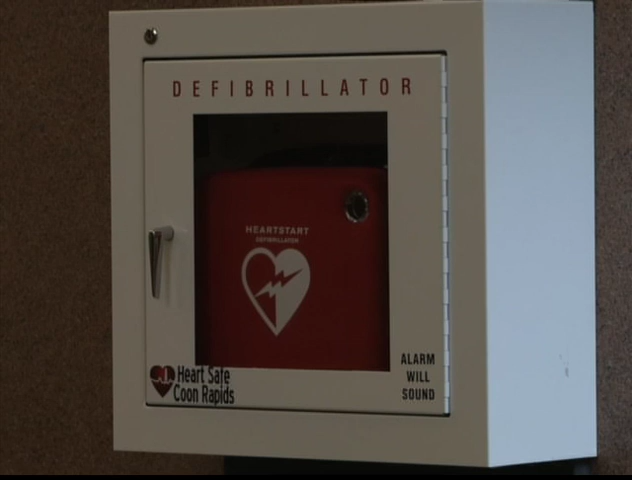 DEFIBRILLATOR
HEARTSTART
DEFIBRILLATOR
Heart Safe
Coon Rapids
ALARM
WILL
SOUND